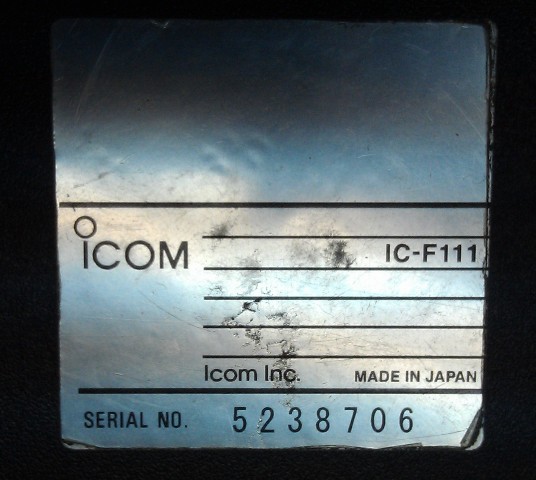 ICOM
IC-F111
Icom Inc.
MADE IN JAPAN
SERIAL NO. 5238706